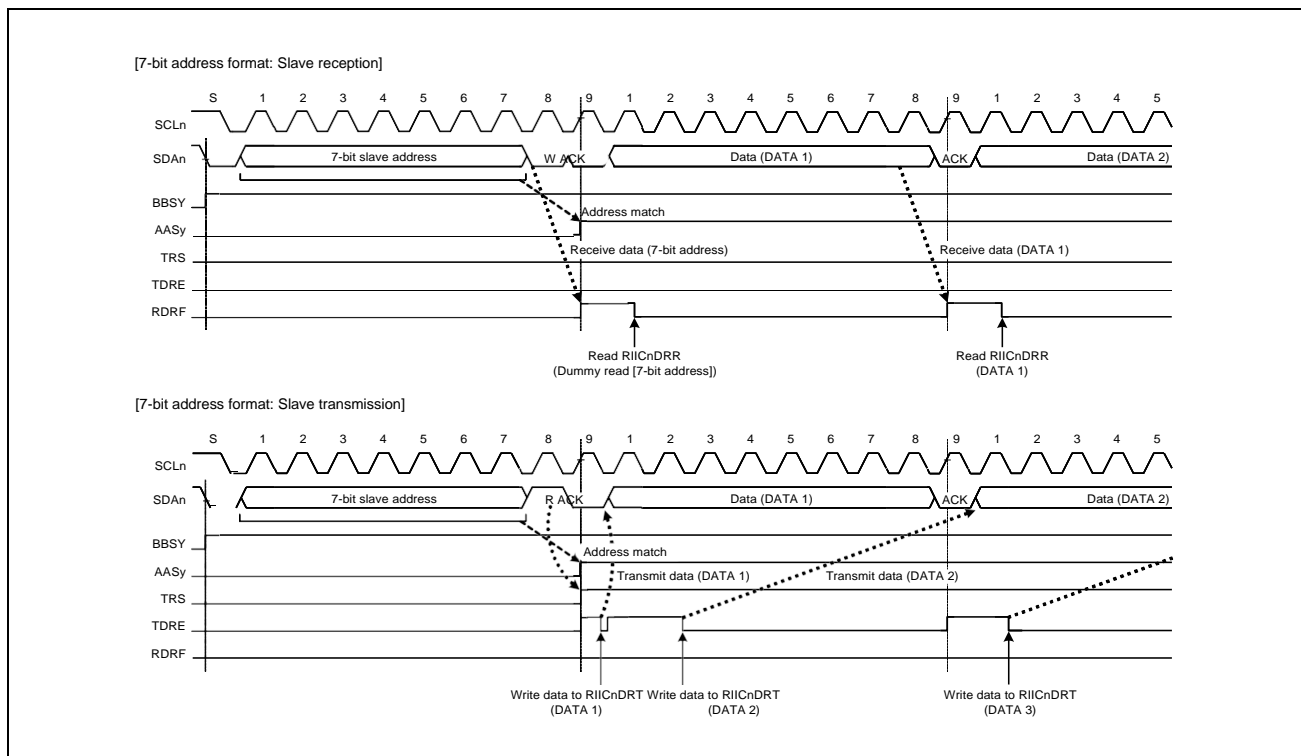 [7-bit address format: Slave reception]
S 1 2 3 4 5 6 7 8 9 1 2 3 4 5 6 7 8 9 1 2 3 4 5
SCLn
SDAn 7-bit slave address W ACK Data (DATA 1) ACK Data (DATA 2)
BBSY
Address match
AASy
Receive data (7-bit address) Receive data (DATA 1)
TRS
TDRE
RDRF
Read RIICnDRR Read RIICnDRR
(Dummy read [7-bit address]) (DATA 1)
[7-bit address format: Slave transmission]
S 1 2 3 4 5 6 7 8 9 1 2 3 4 5 6 7 8 9 1 2 3 4 5
SCLn
SDAn 7-bit slave address R ACK Data (DATA 1) ACK Data (DATA 2)
BBSY
Address match
AASy
Transmit data (DATA 1) Transmit data (DATA 2)
TRS
TDRE
RDRF
Write data to RIICnDRT Write data to RIICnDRT Write data to RIICnDRT
(DATA 1) (DATA 2) (DATA 3)